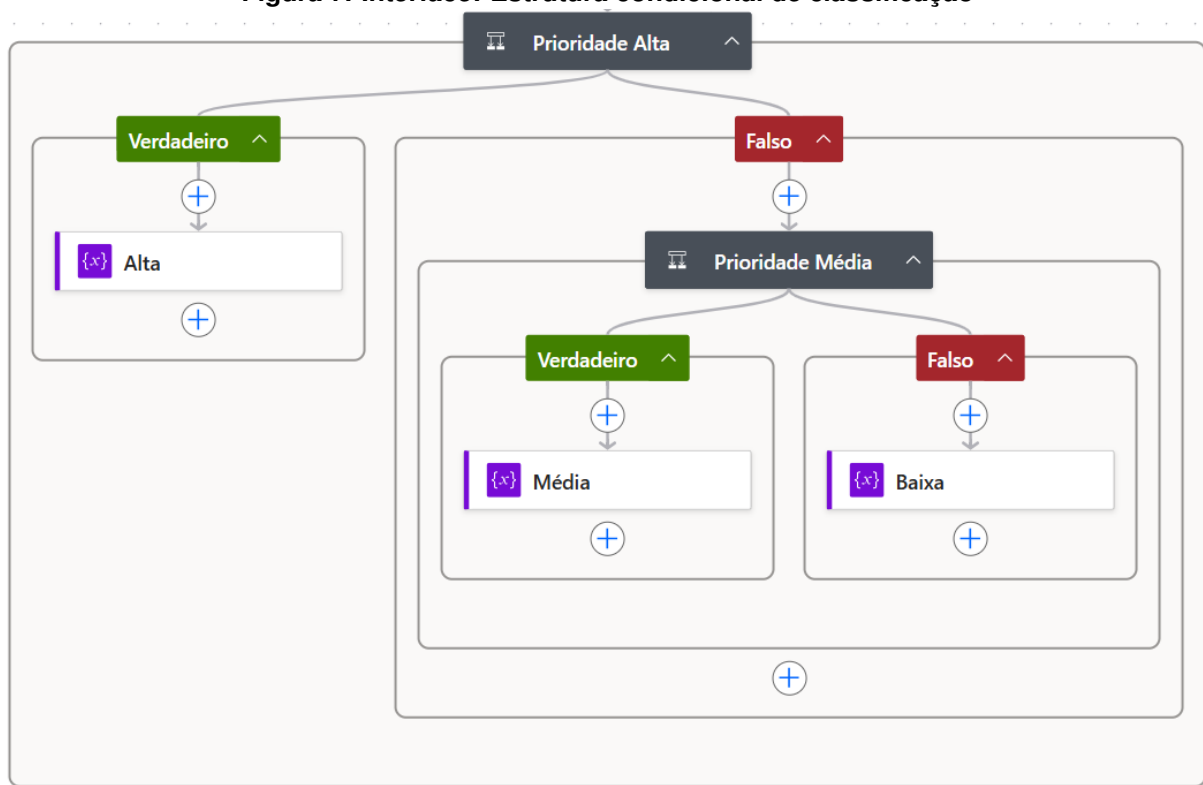 Prioridade Alta
Verdadeiro
Falso
{x} Alta
Prioridade Média
Verdadeiro
Falso
{x} Média
{x} Baixa